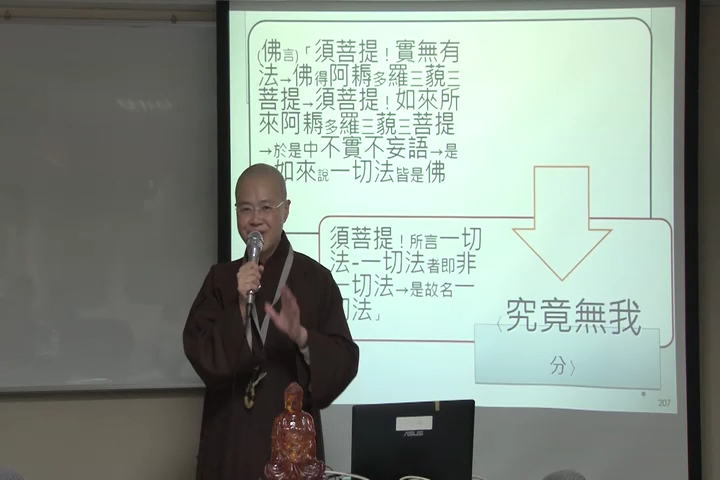 (佛言)「須菩提!實無有
法→佛得阿耨多羅三藐三
菩提→須菩提!如來所
來阿耨多羅三藐三菩提
→於是中不實不妄語→是
如來說一切法皆是佛
須菩提!所言一切
法-一切法者即非
一切法→是故名一
切法」
〈究竟無我
分〉
207
ASUS